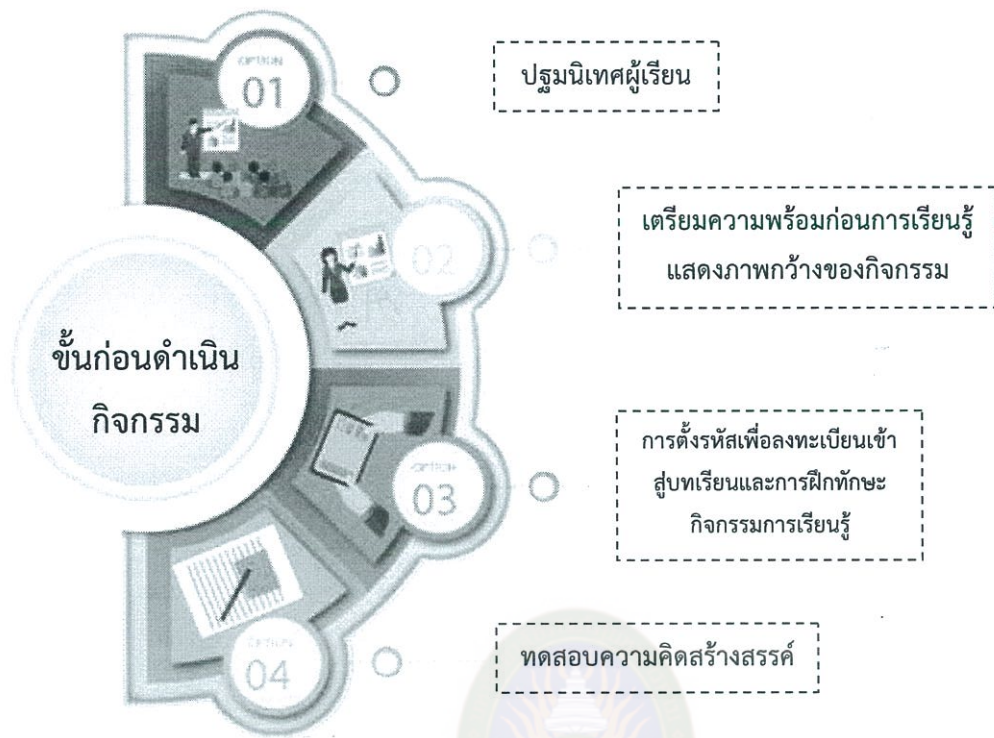 OPTION
01
ปฐมนิเทศผู้เรียน
02
เตรียมความพร้อมก่อนการเรียนรู้
แสดงภาพกว้างของกิจกรรม
ขั้นก่อนดำเนิน
กิจกรรม
OPTION
03
การตั้งรหัสเพื่อลงทะเบียนเข้า
สู่บทเรียนและการฝึกทักษะ
กิจกรรมการเรียนรู้
OPTION
04
ทดสอบความคิดสร้างสรรค์